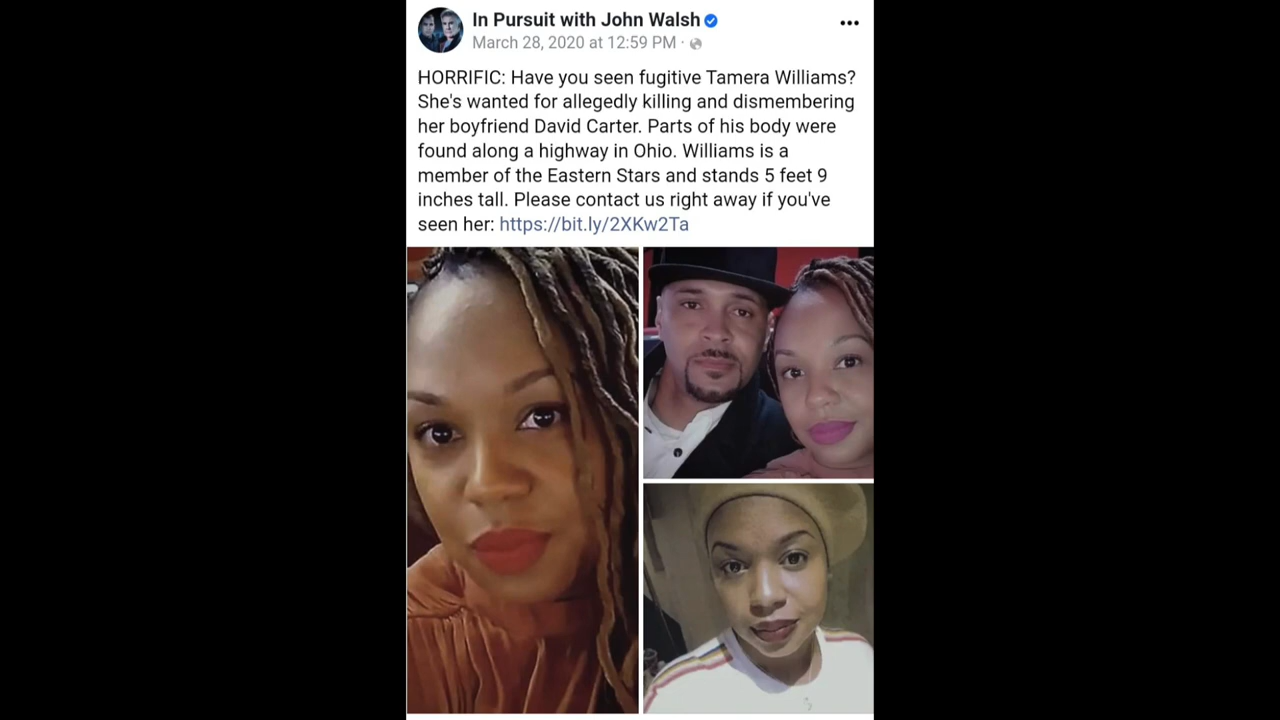 In Pursuit with John Walsh
March 28, 2020 at 12:59 PM ·
HORRIFIC: Have you seen fugitive Tamera Williams?
She's wanted for allegedly killing and dismembering
her boyfriend David Carter. Parts of his body were
found along a highway in Ohio. Williams is a
member of the Eastern Stars and stands 5 feet 9
inches tall. Please contact us right away if you've
seen her: https://bit.ly/2XKw2Ta